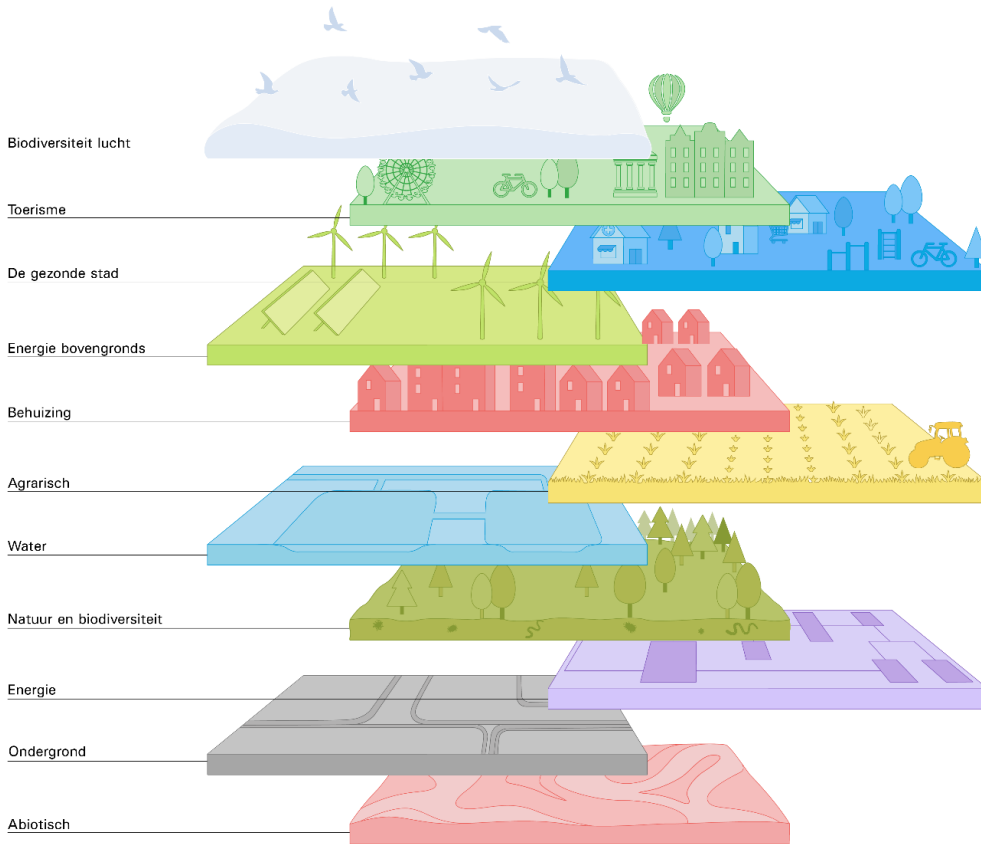 Biodiversiteit lucht
Toerisme
De gezonde stad
Energie bovengronds
Behuizing
Agrarisch
Water
Natuur en biodiversiteit
Energie
Ondergrond
Abiotisch